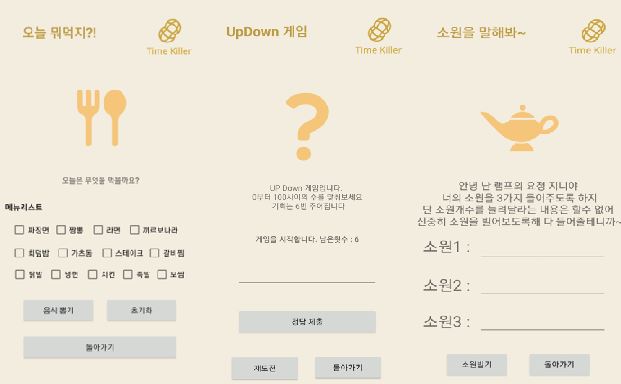 오늘 뭐먹지?!
Time Killer
오늘은 무엇을 먹을까요?
메뉴리스트
짜장면 짬뽕 라면 까르보나라
회덮밥 가츠동 스테이크 갈비찜
닭발 냉면 치킨 족발 보쌈
음식 뽑기 초기화
돌아가기
UpDown 게임
Time Killer
UP Down 게임입니다.
0부터 100사이의 수를 맞춰보세요
기회는 6번 주어집니다
게임을 시작합니다. 남은횟수 : 6
정답 제출
재도전 돌아가기
소원을 말해봐~
Time Killer
안녕 난 램프의 요정 지니야
너의 소원을 3가지 들어주도록 하지
단 소원개수를 늘려달라는 내용은 할수 없어
신중히 소원을 빌어보도록해 다 들어줄테니까~
소원1 :
소원2 :
소원3 :
소원빌기 돌아가기